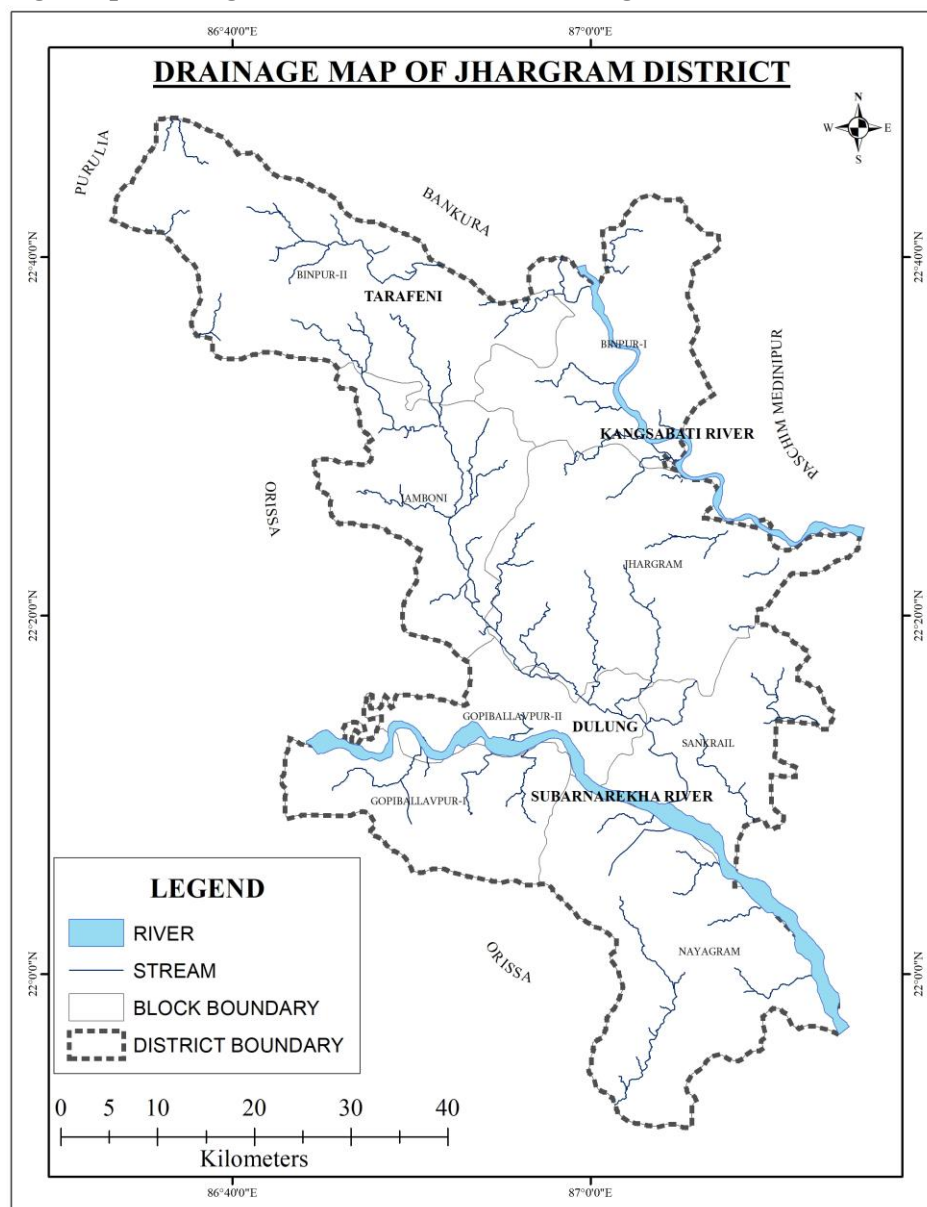 86°40'0"E
87°0'0"E
DRAINAGE MAP OF JHARGRAM DISTRICT
N
W
E
S
PURULIA
BANKURA
22°40'0"N
22°40'0"N
BINPUR-II
TARAFENI
BINPUR-I
PASCHIM MEDINIPUR
KANGSABATI RIVER
ORISSA
JAMBONI
JHARGRAM
22°20'0"N
22°20'0"N
GOPIBALLAVPUR-II
DULUNG
SANKRAIL
GOPIBALLAVPUR-I
SUBARNAREKHA RIVER
ORISSA
NAYAGRAM
22°0'0"N
22°0'0"N
LEGEND
RIVER
STREAM
BLOCK BOUNDARY
DISTRICT BOUNDARY
0 5 10 20 30 40
Kilometers
86°40'0"E
87°0'0"E